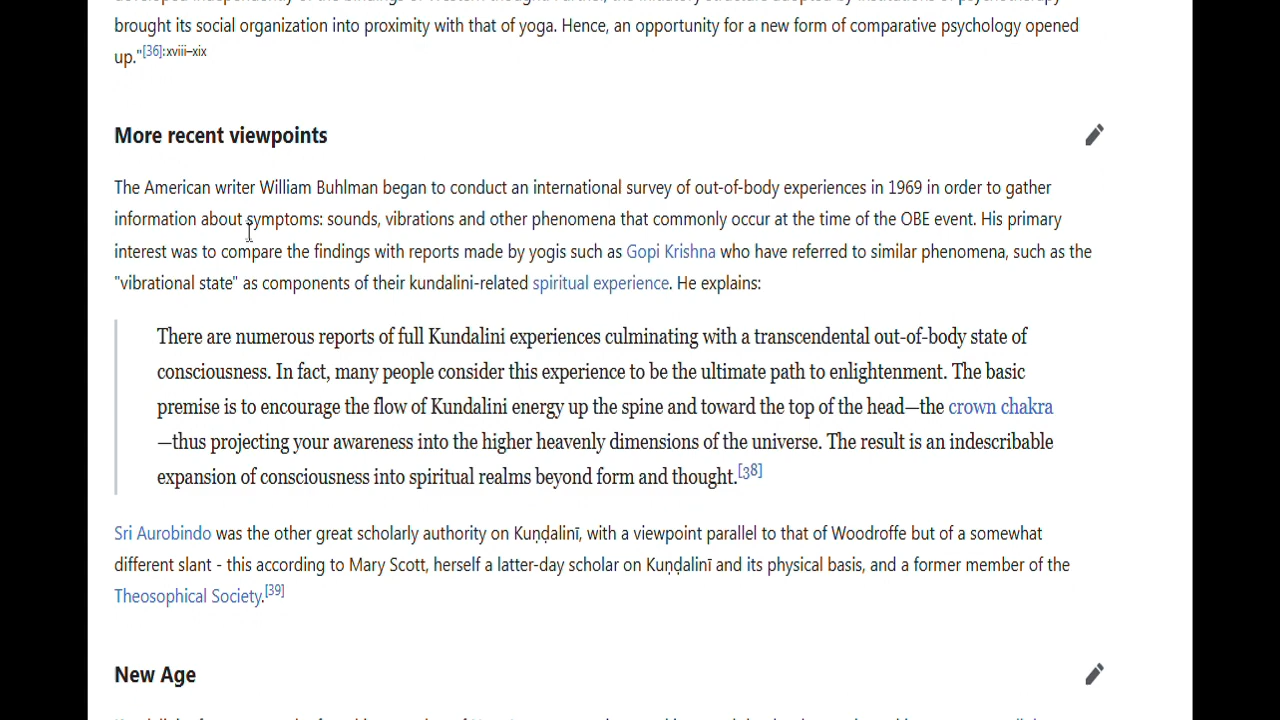 brought its social organization into proximity with that of yoga. Hence, an opportunity for a new form of comparative psychology opened
up."[36]:xviii–xix
More recent viewpoints
The American writer William Buhlman began to conduct an international survey of out-of-body experiences in 1969 in order to gather
information about symptoms: sounds, vibrations and other phenomena that commonly occur at the time of the OBE event. His primary
interest was to compare the findings with reports made by yogis such as Gopi Krishna who have referred to similar phenomena, such as the
"vibrational state" as components of their kundalini-related spiritual experience. He explains:
There are numerous reports of full Kundalini experiences culminating with a transcendental out-of-body state of
consciousness. In fact, many people consider this experience to be the ultimate path to enlightenment. The basic
premise is to encourage the flow of Kundalini energy up the spine and toward the top of the head—the crown chakra
—thus projecting your awareness into the higher heavenly dimensions of the universe. The result is an indescribable
expansion of consciousness into spiritual realms beyond form and thought.[38]
Sri Aurobindo was the other great scholarly authority on Kuṇḍalinī, with a viewpoint parallel to that of Woodroffe but of a somewhat
different slant - this according to Mary Scott, herself a latter-day scholar on Kuṇḍalinī and its physical basis, and a former member of the
Theosophical Society.[39]
New Age